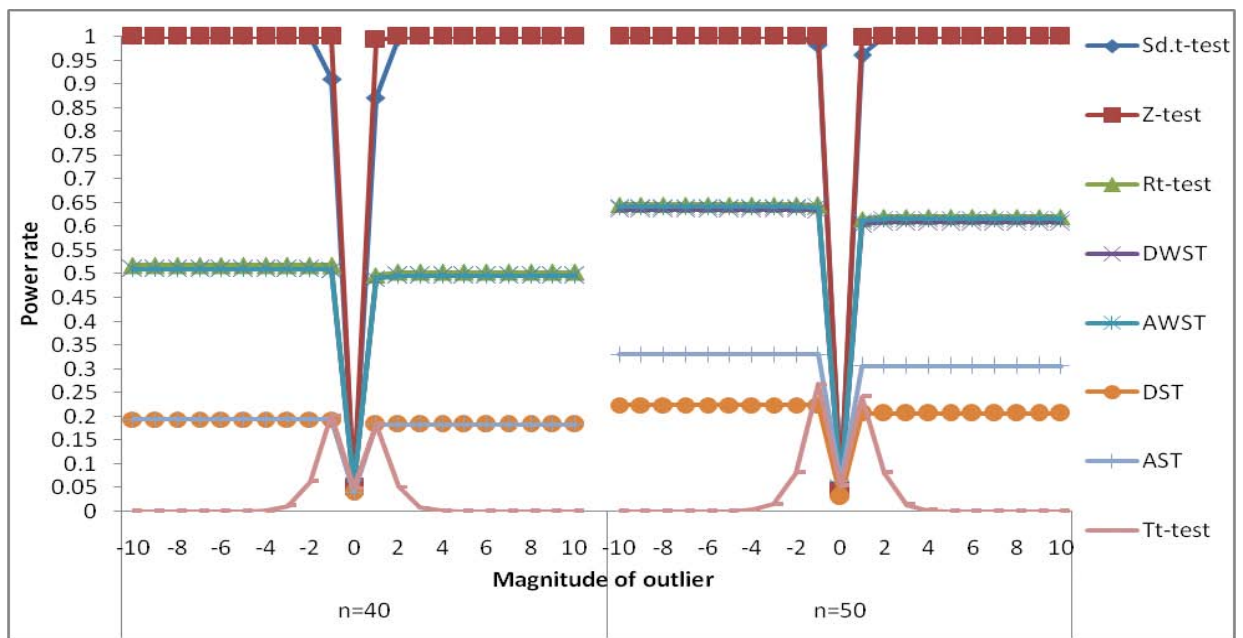 1
0.95
0.9
0.85
0.8
0.75
0.7
0.65
0.6
0.55
0.5
0.45
0.4
0.35
0.3
0.25
0.2
0.15
0.1
0.05
0
Power rate
-10 -8 -6 -4 -2 0 2 4 6 8 10 -10 -8 -6 -4 -2 0 2 4 6 8 10
Magnitude of outlier
n=40 n=50
Sd.t-test
Z-test
Rt-test
DWST
AWST
DST
AST
Tt-test